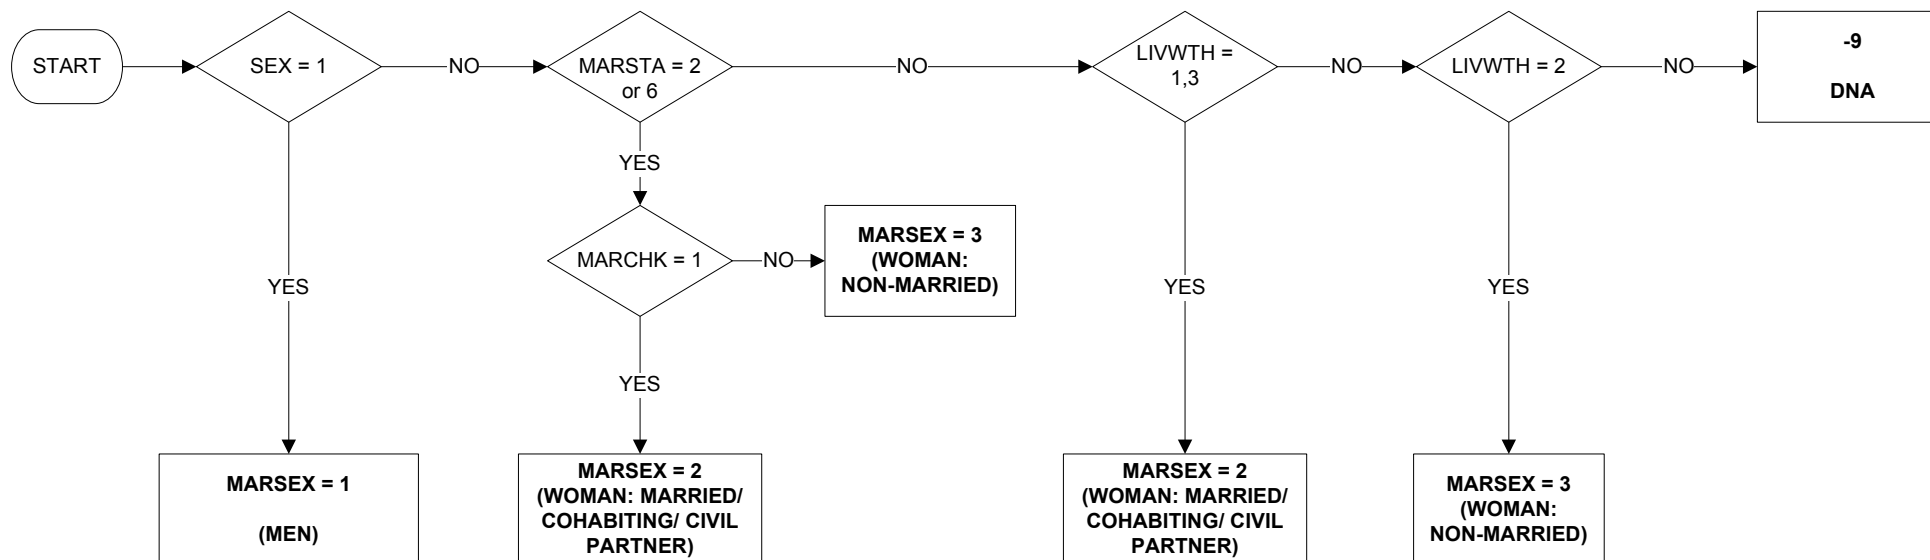 START
SEX = 1
NO
MARSTA = 2
or 6
NO
LIVWTH =
1,3
NO
LIVWTH = 2
NO
-9
DNA
YES
MARCHK = 1
NO
MARSEX = 3
(WOMAN:
NON-MARRIED)
YES
YES
YES
YES
MARSEX = 1
(MEN)
MARSEX = 2
(WOMAN: MARRIED/
COHABITING/ CIVIL
PARTNER)
MARSEX = 2
(WOMAN: MARRIED/
COHABITING/ CIVIL
PARTNER)
MARSEX = 3
(WOMAN:
NON-MARRIED)